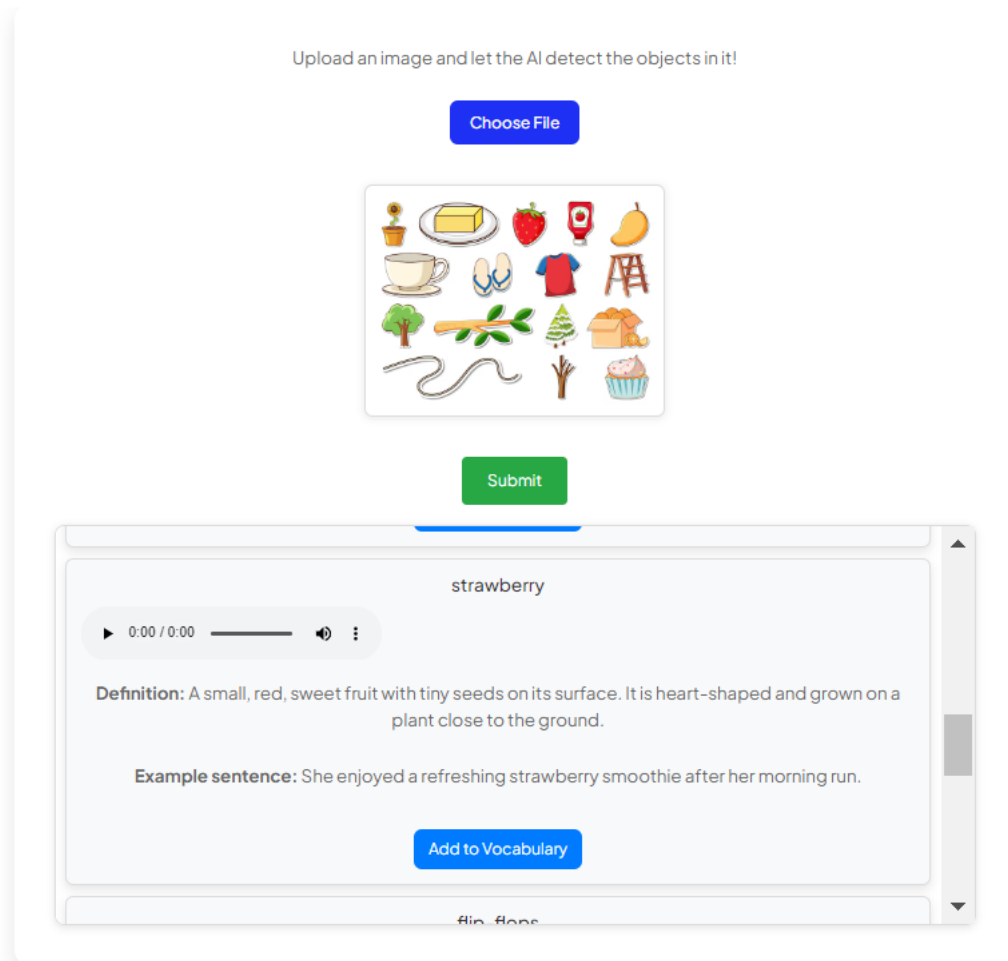 Upload an image and let the AI detect the objects in it!
Choose File
Submit
strawberry
0:00 / 0:00
Definition: A small, red, sweet fruit with tiny seeds on its surface. It is heart-shaped and grown on a
plant close to the ground.
Example sentence: She enjoyed a refreshing strawberry smoothie after her morning run.
Add to Vocabulary
flip-flops